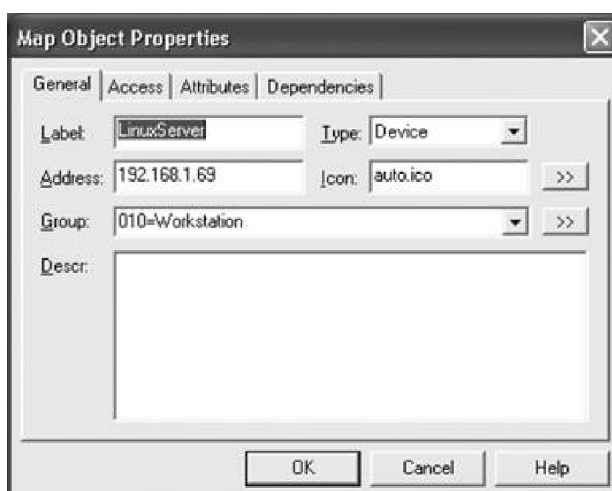 Map Object Properties
General Access Attributes Dependencies
Label: LinuxServer Type: Device
Address: 192.168.1.69 Icon: auto.ico >>
Group: 010=Workstation >>
Descr:
OK Cancel Help